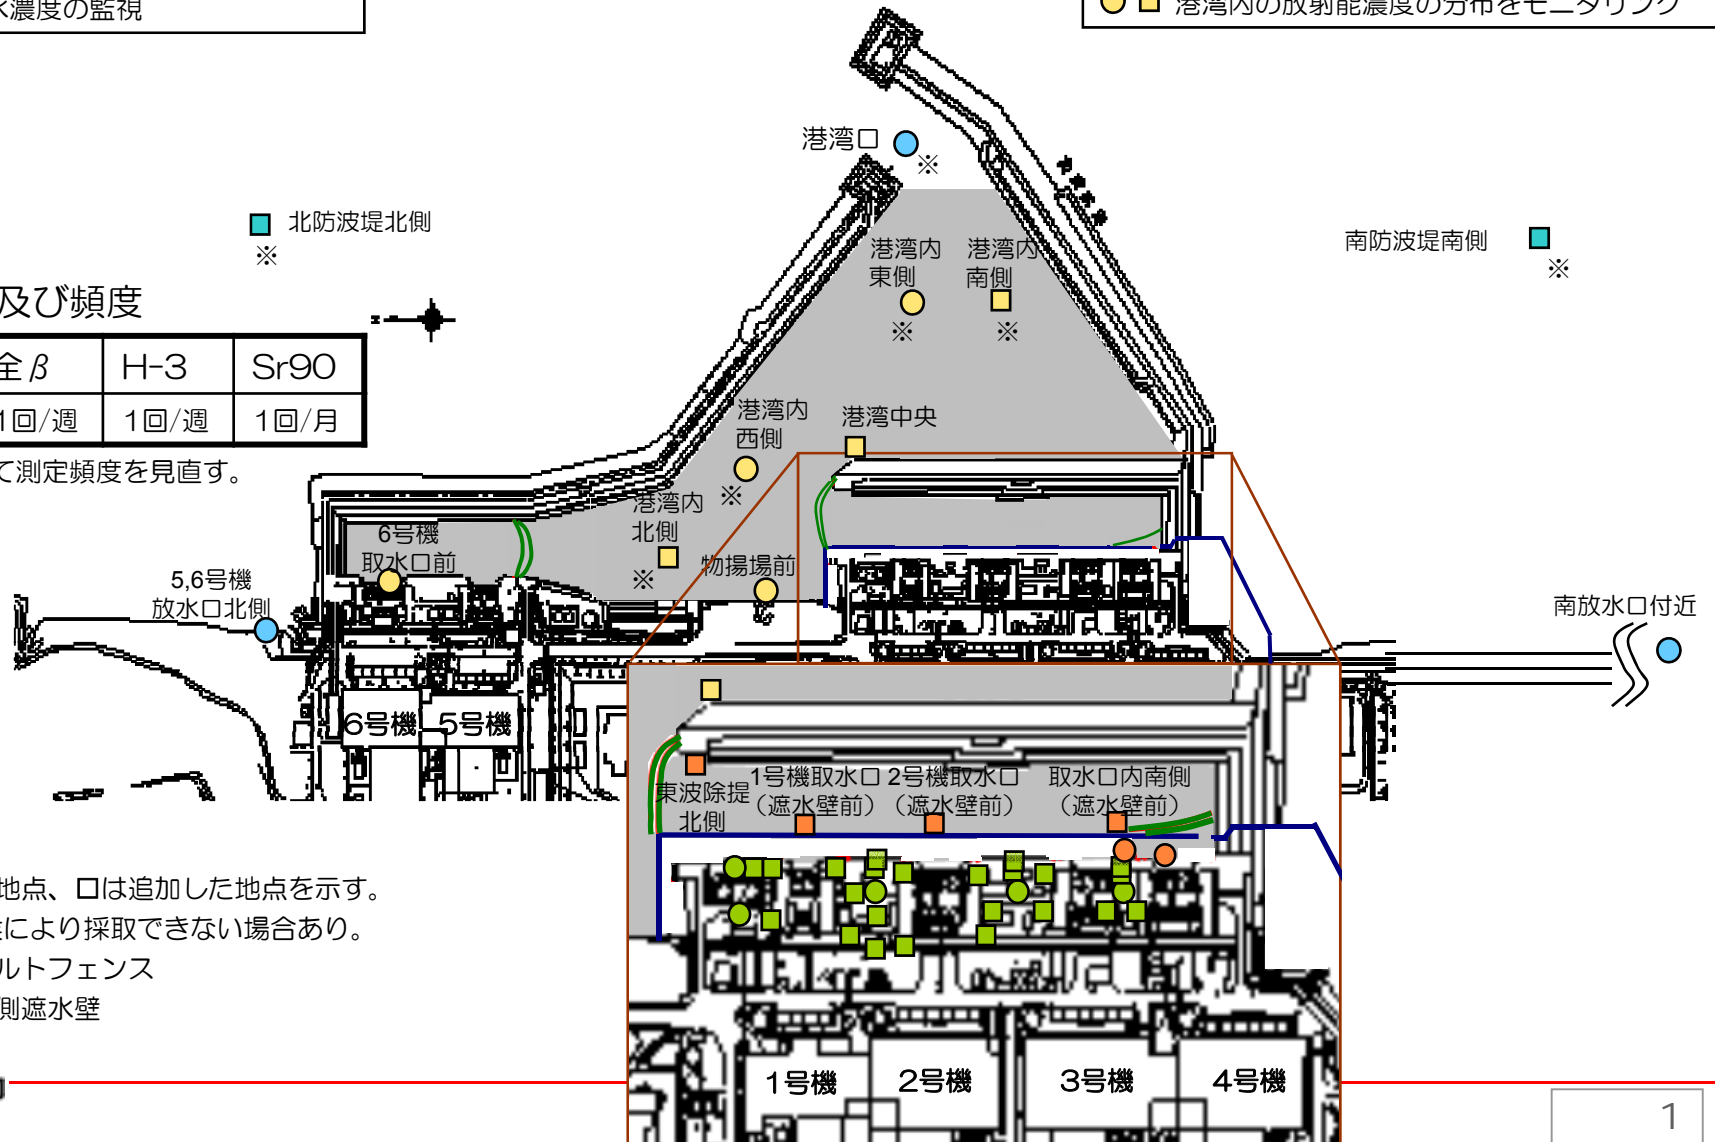 水濃度の監視
港湾内の放射能濃度の分布をモニタリング
港湾口
※
北防波堤北側
※
南防波堤南側
※
港湾内
東側
※
港湾内
南側
※
及び頻度
全β H-3 Sr90
1回/週 1回/週 1回/月
て測定頻度を見直す。
港湾内
西側
※
港湾中央
港湾内
北側
※
物揚場前
6号機
取水口前
5,6号機
放水口北側
南放水口付近
6号機 5号機
東波除堤
北側
1号機取水口
（遮水壁前）
2号機取水口
（遮水壁前）
取水口内南側
（遮水壁前）
地点、□は追加した地点を示す。
により採取できない場合あり。
ルトフェンス
側遮水壁
1号機 2号機 3号機 4号機
1